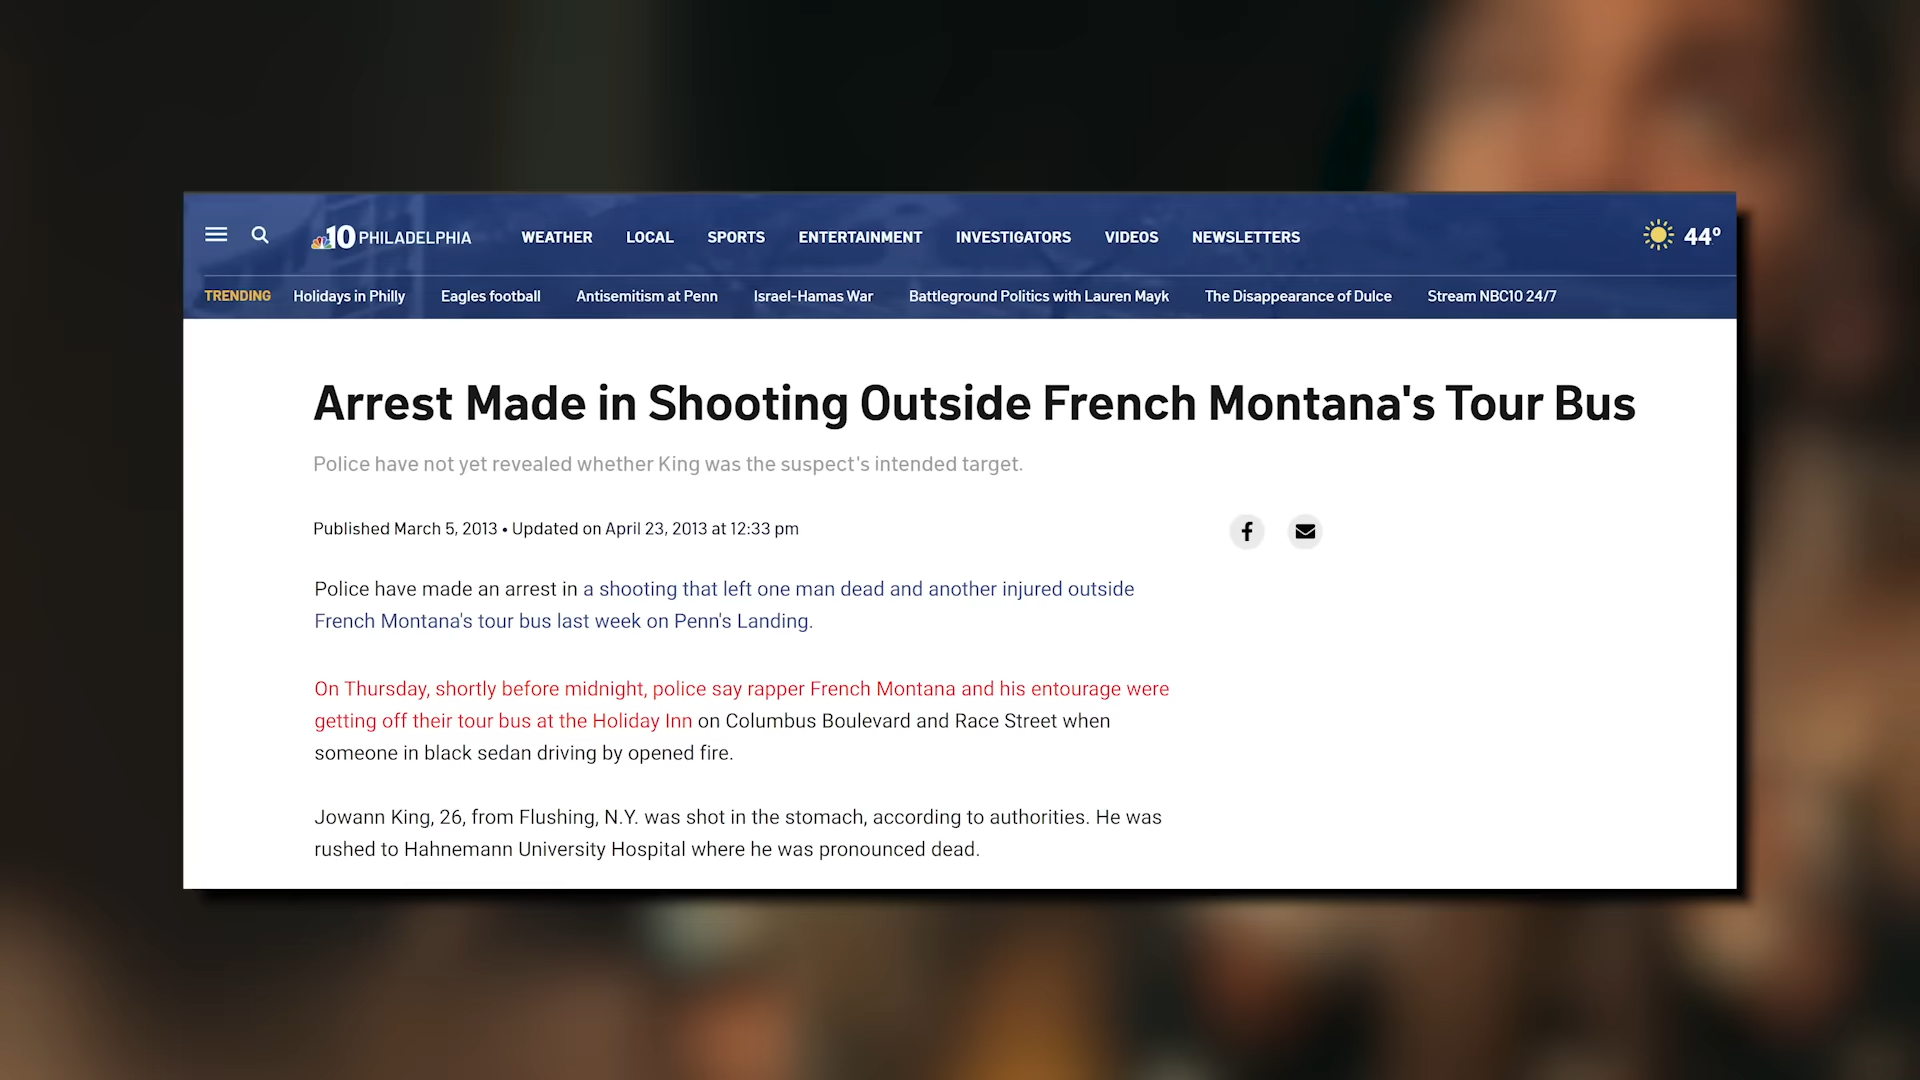 10 PHILADELPHIA WEATHER LOCAL SPORTS ENTERTAINMENT INVESTIGATORS VIDEOS NEWSLETTERS 44°
TRENDING Holidays in Philly Eagles football Antisemitism at Penn Israel-Hamas War Battleground Politics with Lauren Mayk The Disappearance of Dulce Stream NBC10 24/7
Arrest Made in Shooting Outside French Montana's Tour Bus
Police have not yet revealed whether King was the suspect's intended target.
Published March 5, 2013 • Updated on April 23, 2013 at 12:33 pm
Police have made an arrest in a shooting that left one man dead and another injured outside
French Montana's tour bus last week on Penn's Landing.
On Thursday, shortly before midnight, police say rapper French Montana and his entourage were
getting off their tour bus at the Holiday Inn on Columbus Boulevard and Race Street when
someone in black sedan driving by opened fire.
Jowann King, 26, from Flushing, N.Y. was shot in the stomach, according to authorities. He was
rushed to Hahnemann University Hospital where he was pronounced dead.